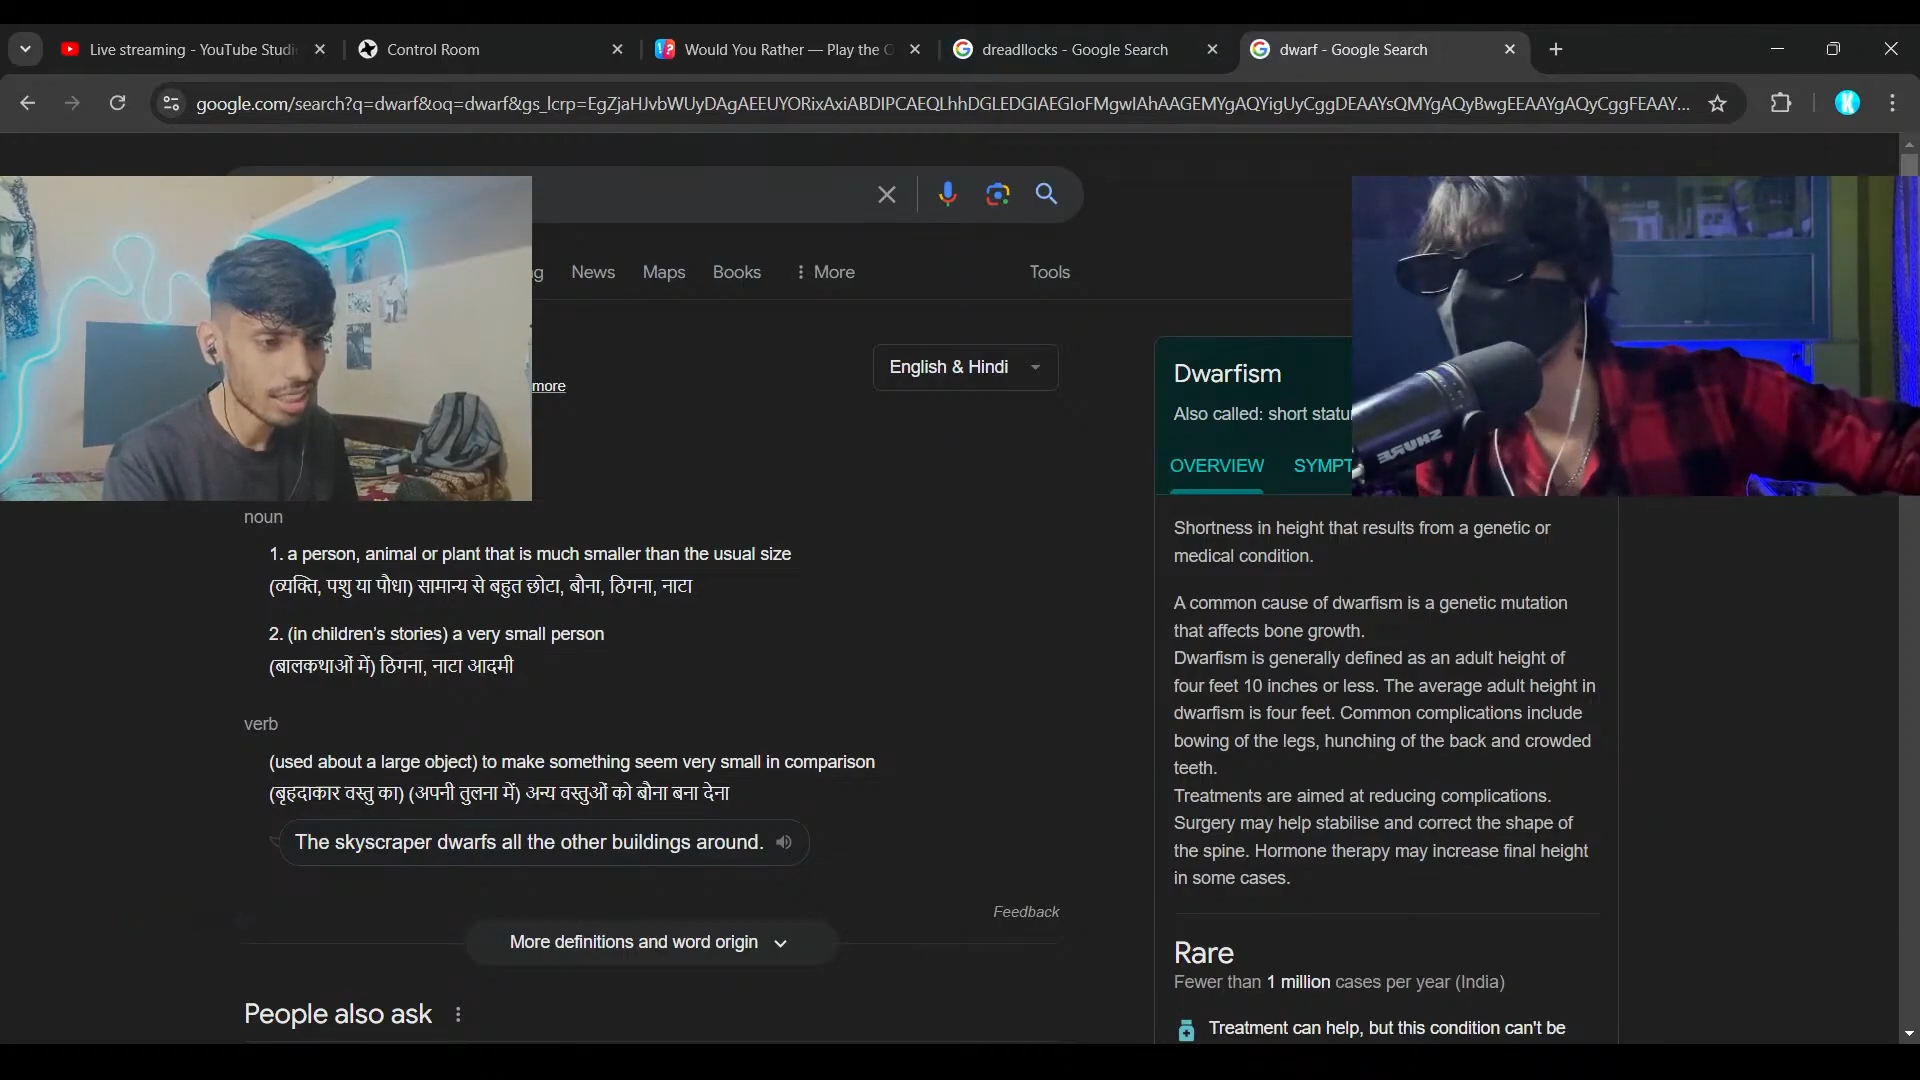 Live streaming - YouTube Studi
Control Room
Would You Rather — Play the
dreadllocks - Google Search
dwarf - Google Search
google.com/search?q=dwarf&oq=dwarf&gs_lcrp=EgZjaHJvbWUyDAgAEEUYORixAxiABDIPCAEQLhhDGLEDGIAEGIoFMgwIAhAAGEMYgAQYigUyCggDEAAYsQMYgAQyBwgEEAAYgAQyCggFEAAY...
K
News Maps Books More Tools
English & Hindi
more
Dwarfism
Also called: short statu
OVERVIEW SYMPT
SHURE
noun
1. a person, animal or plant that is much smaller than the usual size
(व्यक्ति, पशु या पौधा) सामान्य से बहुत छोटा, बौना, ठिगना, नाटा
2. (in children's stories) a very small person
(बालकथाओं में) ठिगना, नाटा आदमी
verb
(used about a large object) to make something seem very small in comparison
(बृहदाकार वस्तु का) (अपनी तुलना में) अन्य वस्तुओं को बौना बना देना
The skyscraper dwarfs all the other buildings around.
Feedback
More definitions and word origin
People also ask
Shortness in height that results from a genetic or
medical condition.
A common cause of dwarfism is a genetic mutation
that affects bone growth.
Dwarfism is generally defined as an adult height of
four feet 10 inches or less. The average adult height in
dwarfism is four feet. Common complications include
bowing of the legs, hunching of the back and crowded
teeth.
Treatments are aimed at reducing complications.
Surgery may help stabilise and correct the shape of
the spine. Hormone therapy may increase final height
in some cases.
Rare
Fewer than 1 million cases per year (India)
Treatment can help, but this condition can't be